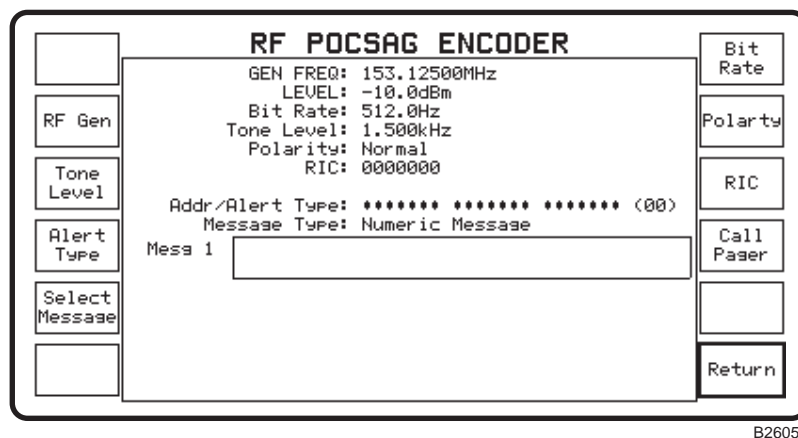 RF POCSAG ENCODER
GEN FREQ: 153.12500MHz
LEVEL: -10.0dBm
Bit Rate: 512.0Hz
Tone Level: 1.500kHz
Polarity: Normal
RIC: 0000000
Addr/Alert Type: ♦♦♦♦♦♦♦ ♦♦♦♦♦♦♦ ♦♦♦♦♦♦♦ (00)
Message Type: Numeric Message
Mesg 1
RF Gen
Tone
Level
Alert
Type
Select
Message
Bit
Rate
Polarty
RIC
Call
Pager
Return
B2605